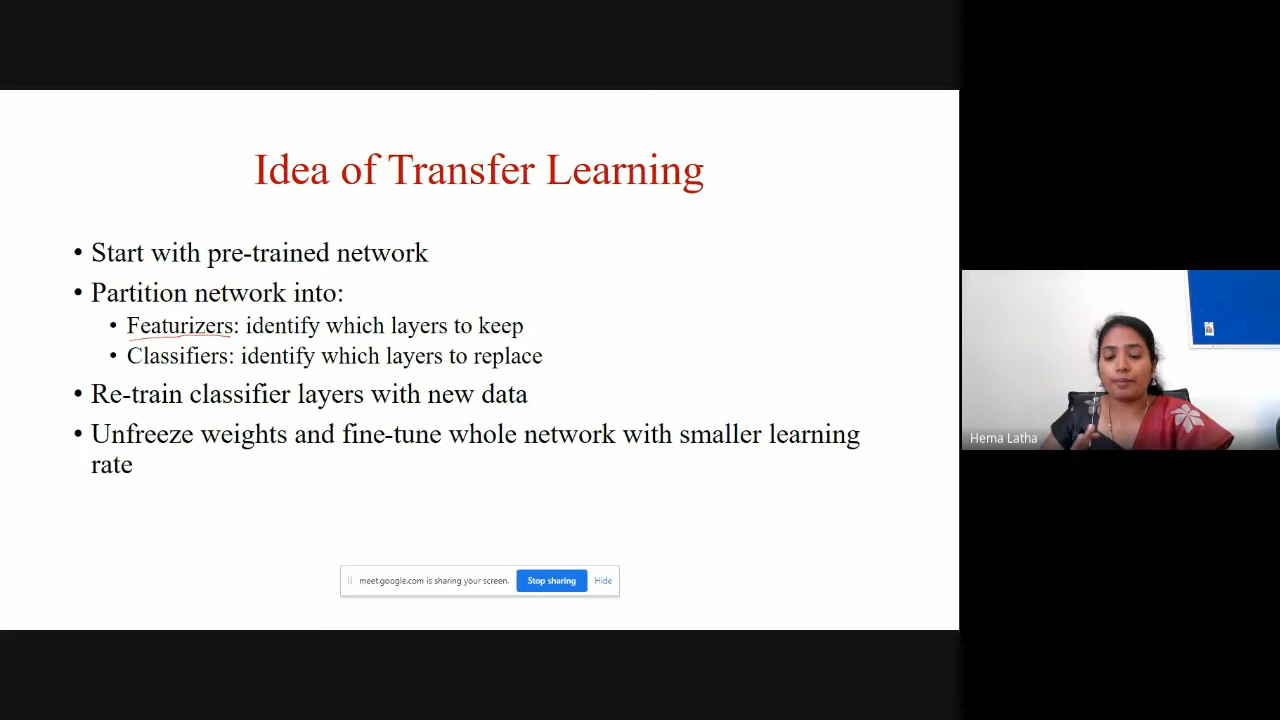 Idea of Transfer Learning
• Start with pre-trained network
• Partition network into:
• Featurizers: identify which layers to keep
• Classifiers: identify which layers to replace
• Re-train classifier layers with new data
• Unfreeze weights and fine-tune whole network with smaller learning
rate
meet.google.com is sharing your screen. Stop sharing Hide
Hema Latha